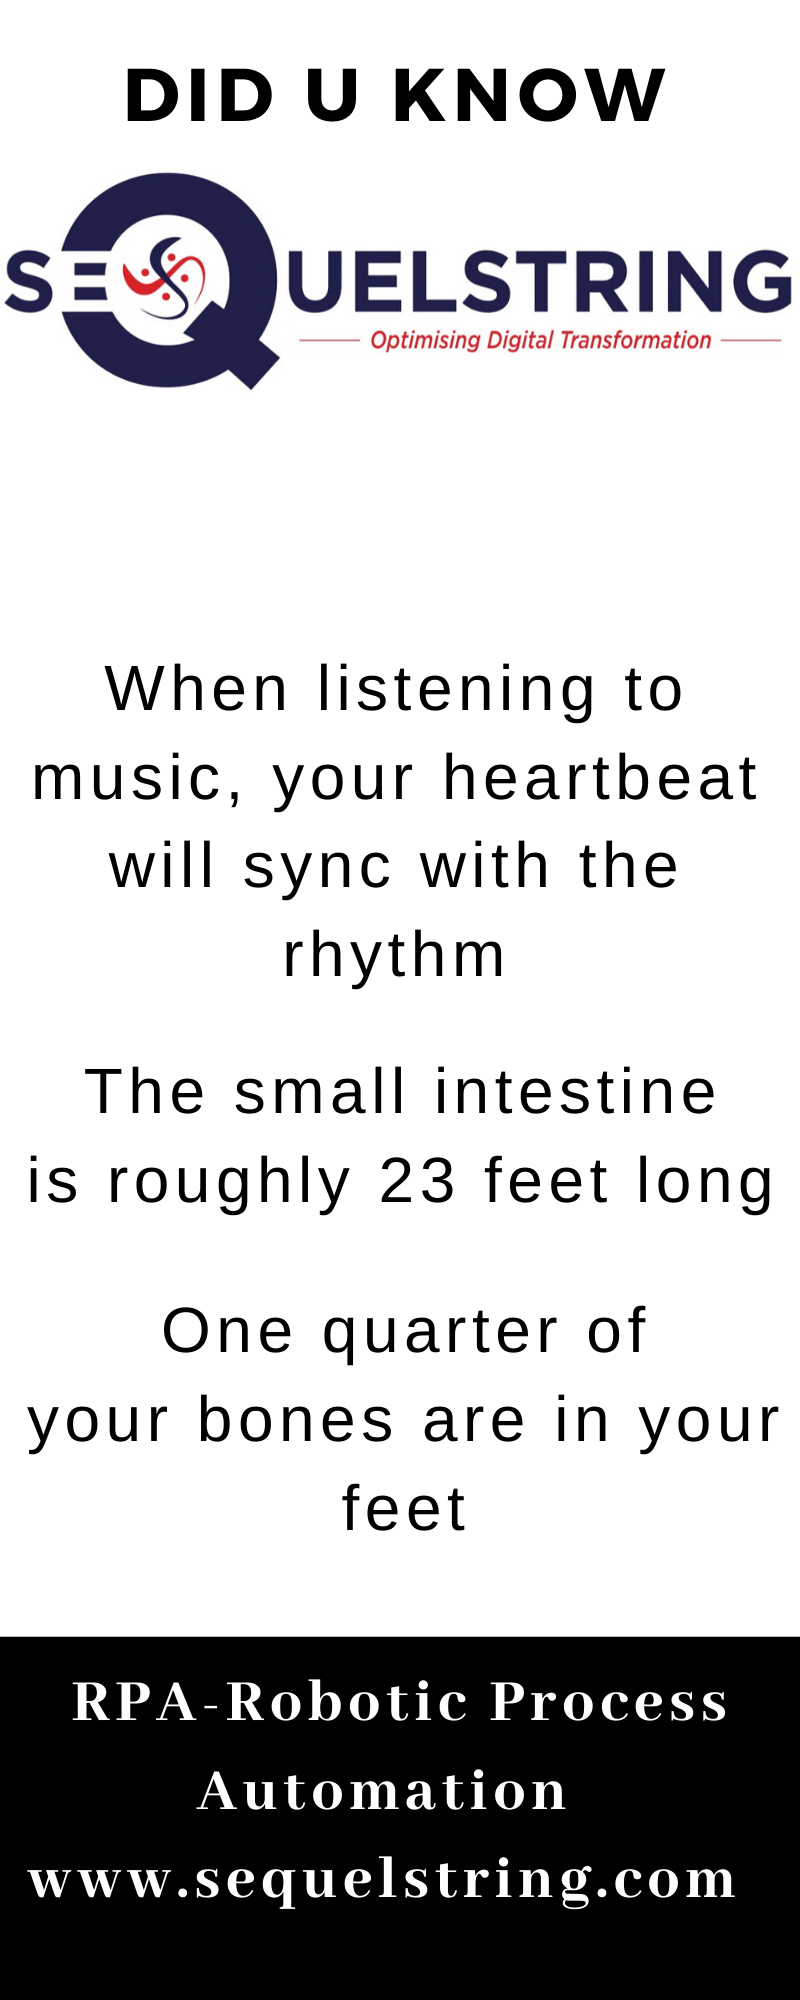 DID U KNOW
SEQUELSTRING
Optimising Digital Transformation
When listening to
music, your heartbeat
will sync with the
rhythm
The small intestine
is roughly 23 feet long
One quarter of
your bones are in your
feet
RPA-Robotic Process
Automation
www.sequelstring.com